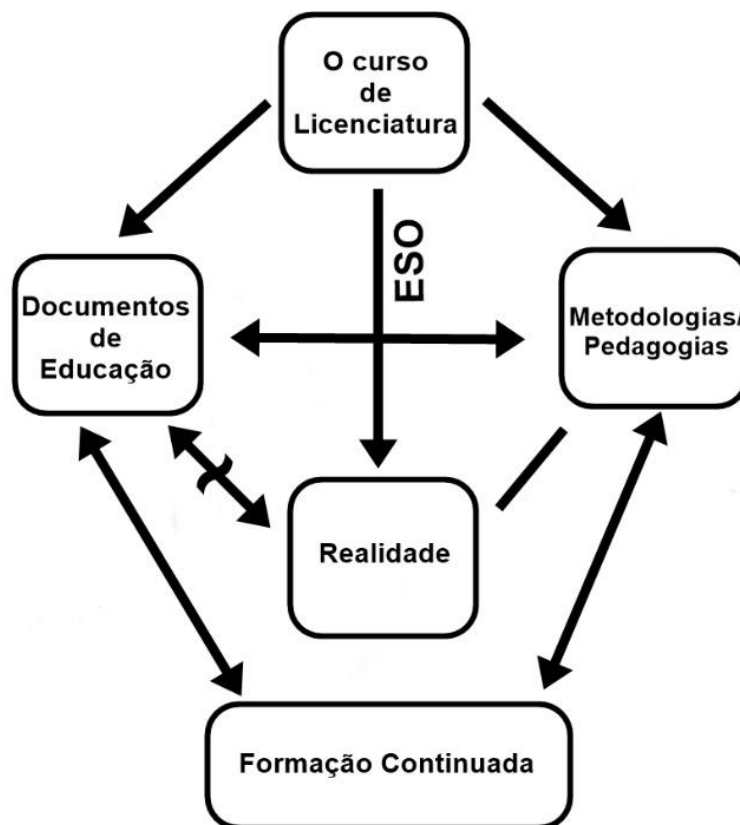 O curso
de
Licenciatura
ESO
Documentos
de
Educação
Metodologias/
Pedagogias
Realidade
Formação Continuada